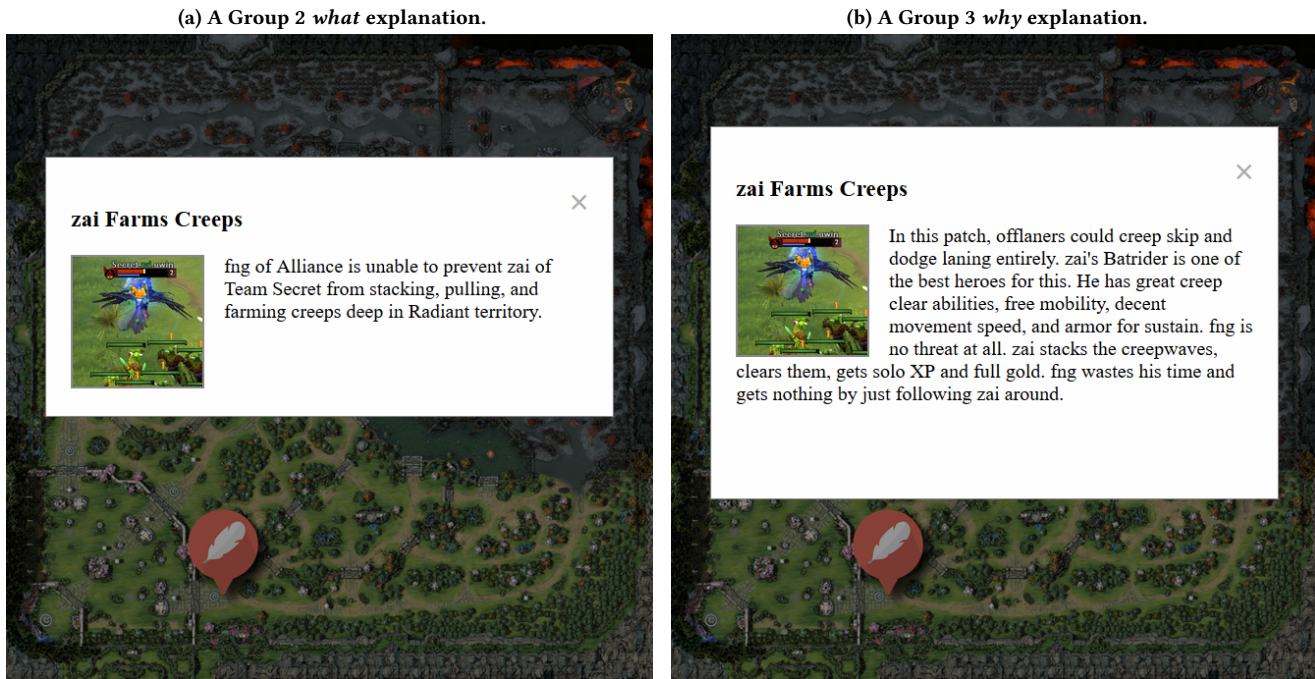 (a) A Group 2 what explanation.
zai Farms Creeps
2
fng of Alliance is unable to prevent zai of
Team Secret from stacking, pulling, and
farming creeps deep in Radiant territory.
(b) A Group 3 why explanation.
zai Farms Creeps
2
In this patch, offlaners could creep skip and
dodge laning entirely. zai's Batrider is one of
the best heroes for this. He has great creep
clear abilities, free mobility, decent
movement speed, and armor for sustain. fng is
no threat at all. zai stacks the creepwaves,
clears them, gets solo XP and full gold. fng wastes his time and
gets nothing by just following zai around.